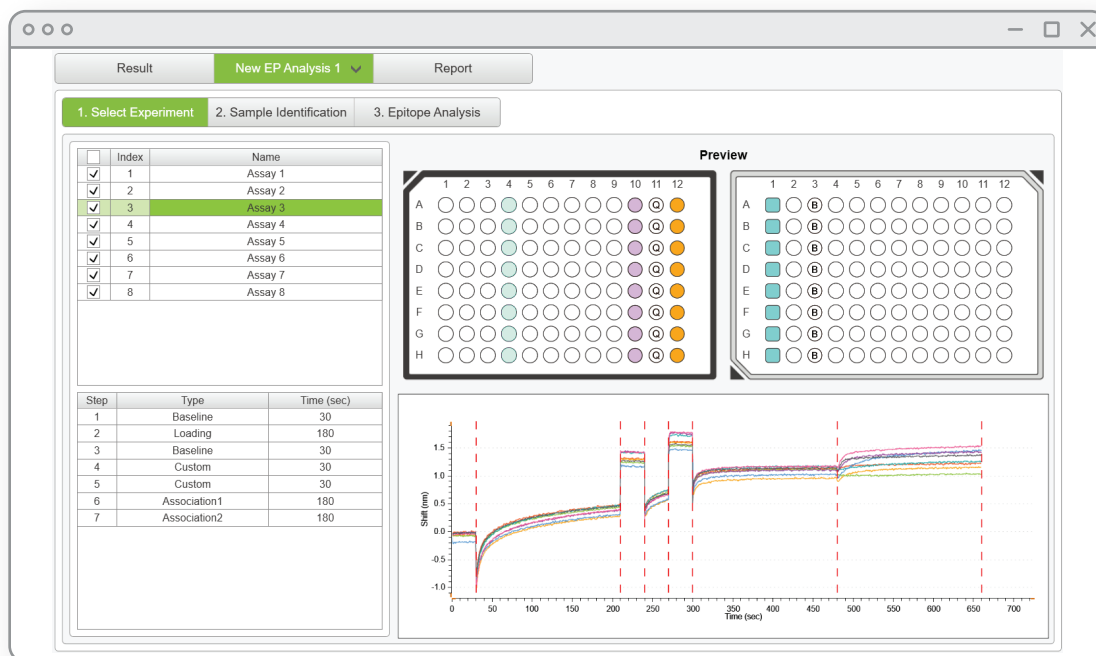 Result New EP Analysis 1 Report
1. Select Experiment 2. Sample Identification 3. Epitope Analysis
Index Name
1 Assay 1
2 Assay 2
3 Assay 3
4 Assay 4
5 Assay 5
6 Assay 6
7 Assay 7
8 Assay 8
Step Type Time (sec)
1 Baseline 30
2 Loading 180
3 Baseline 30
4 Custom 30
5 Custom 30
6 Association1 180
7 Association2 180
Preview
1 2 3 4 5 6 7 8 9 10 11 12
A Q
B Q
C Q
D Q
E Q
F Q
G Q
H Q
1 2 3 4 5 6 7 8 9 10 11 12
A B
B B
C B
D B
E B
F B
G B
H B
Shift (nm)
1.5
1.0
0.5
0.0
-0.5
-1.0
0 50 100 150 200 250 300 350 400 450 500 550 600 650 700
Time (sec)